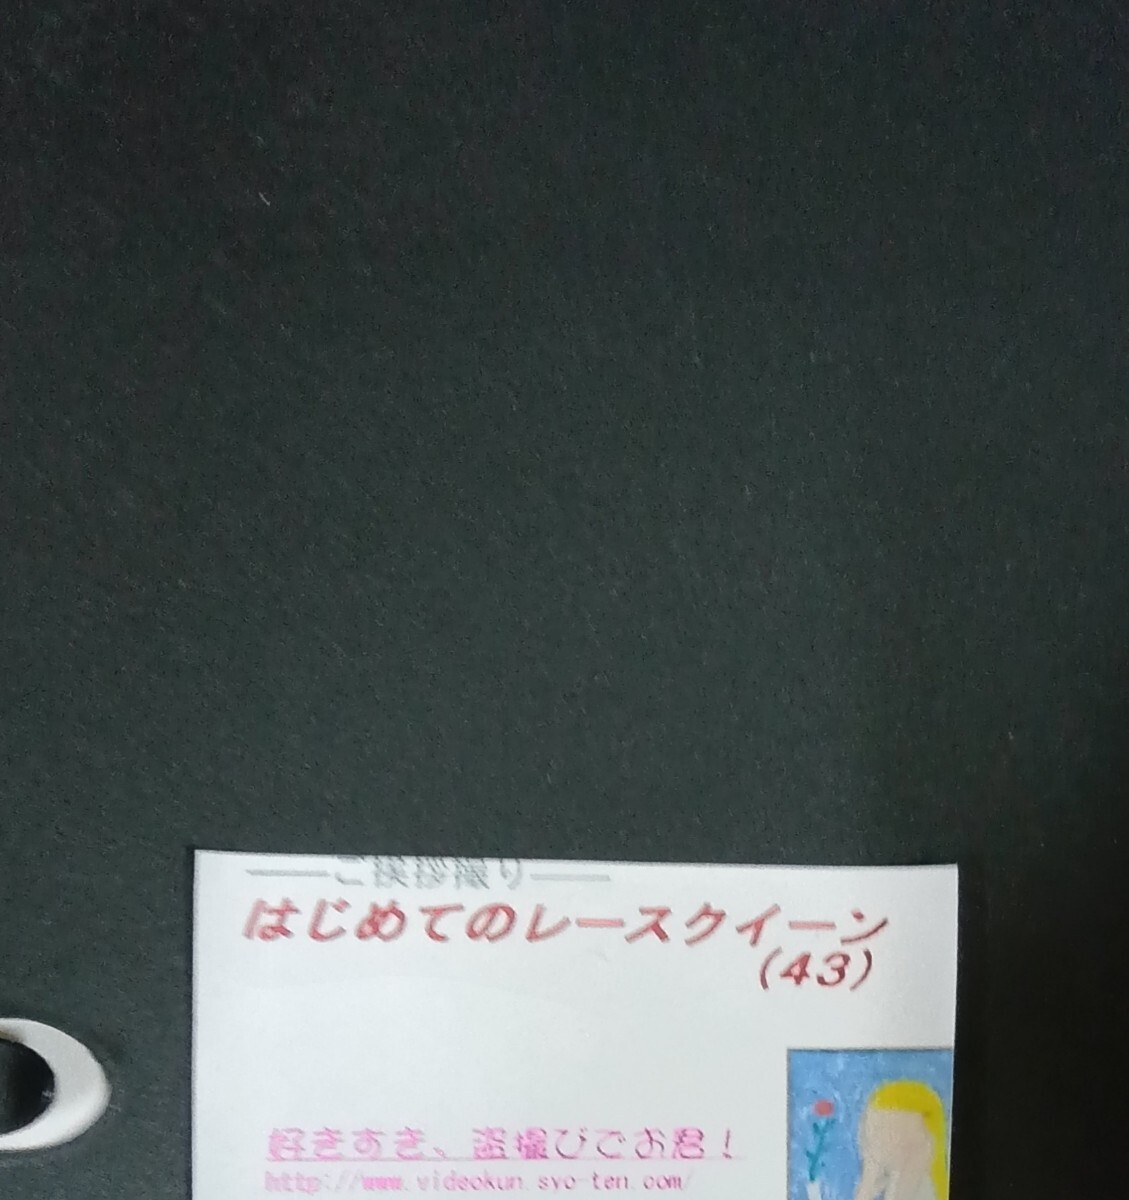 ――ご挨拶撮り――
はじめてのレースクイーン
(43)
好きすき、盗撮びでお君！
http://www.videokun.syo-ten.com/